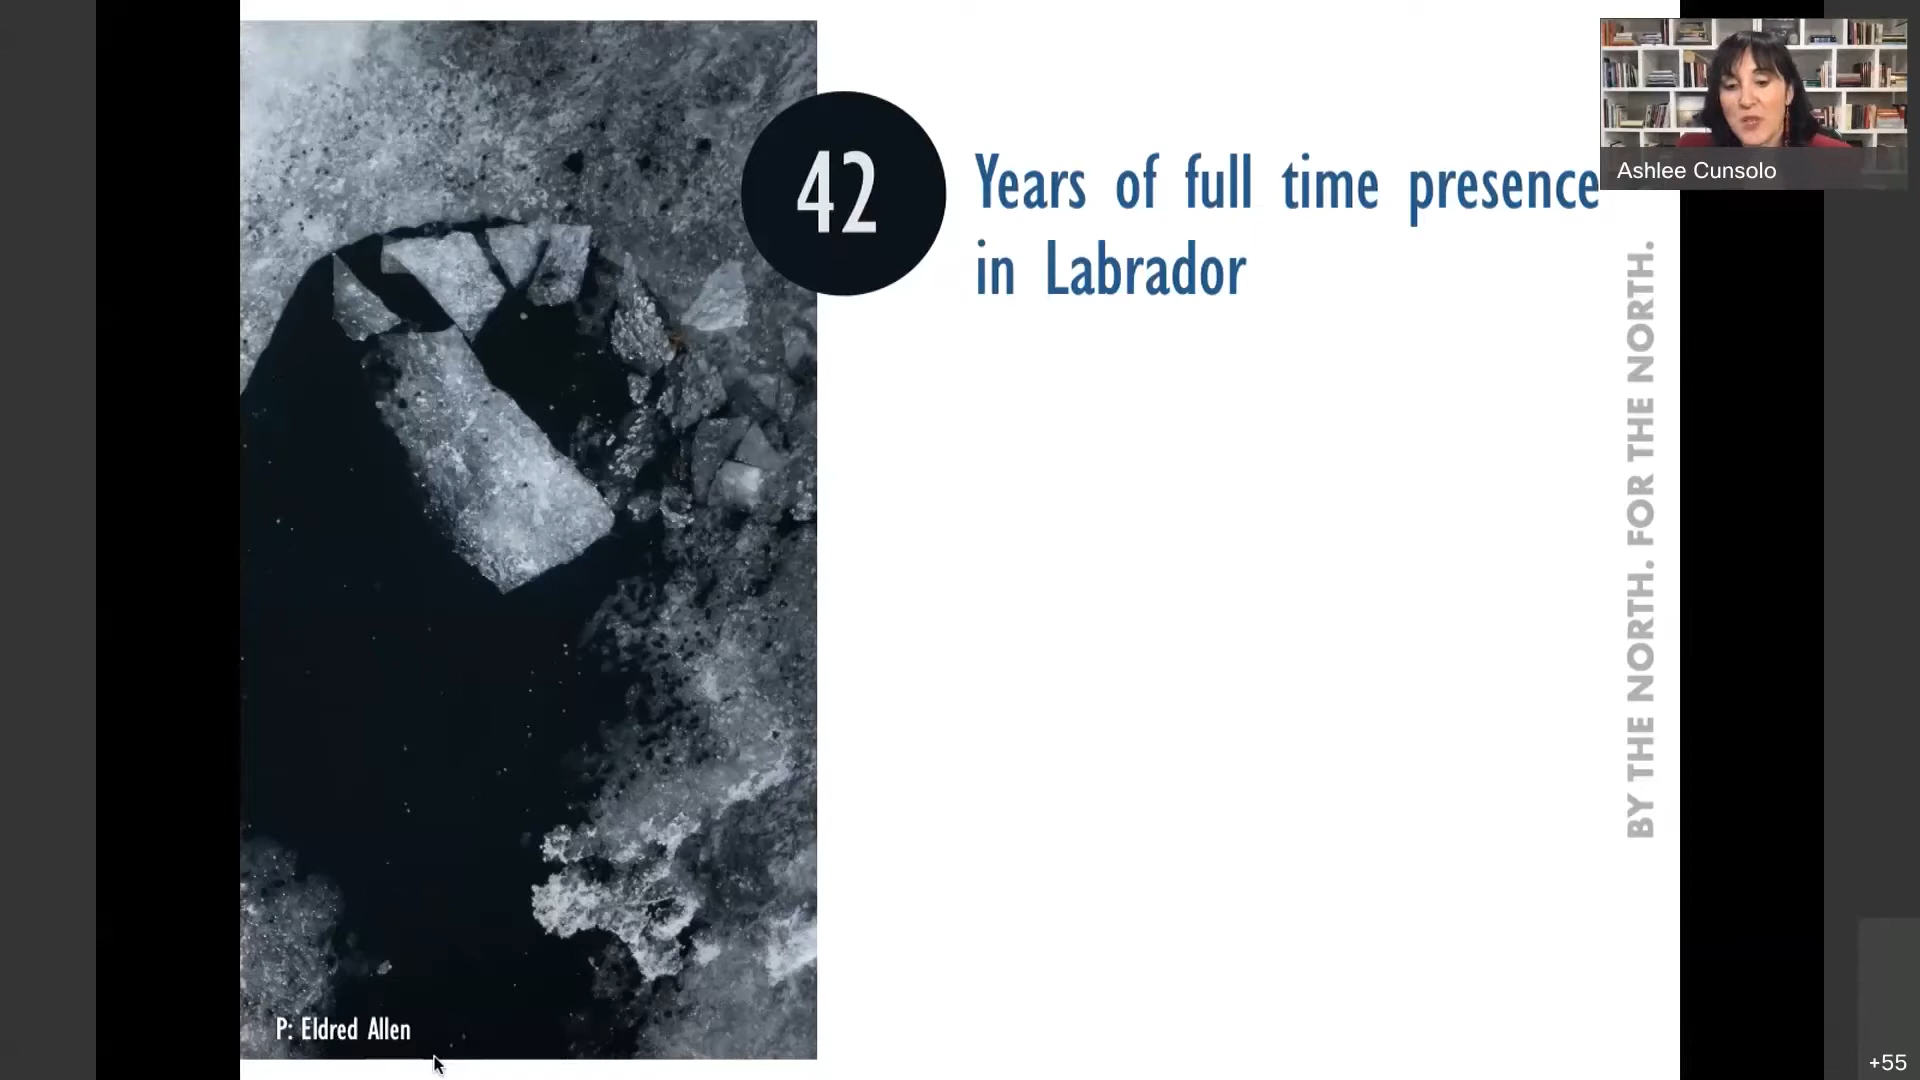 42
Years of full time presence
in Labrador
Ashlee Cunsolo
BY THE NORTH. FOR THE NORTH.
P: Eldred Allen
+55